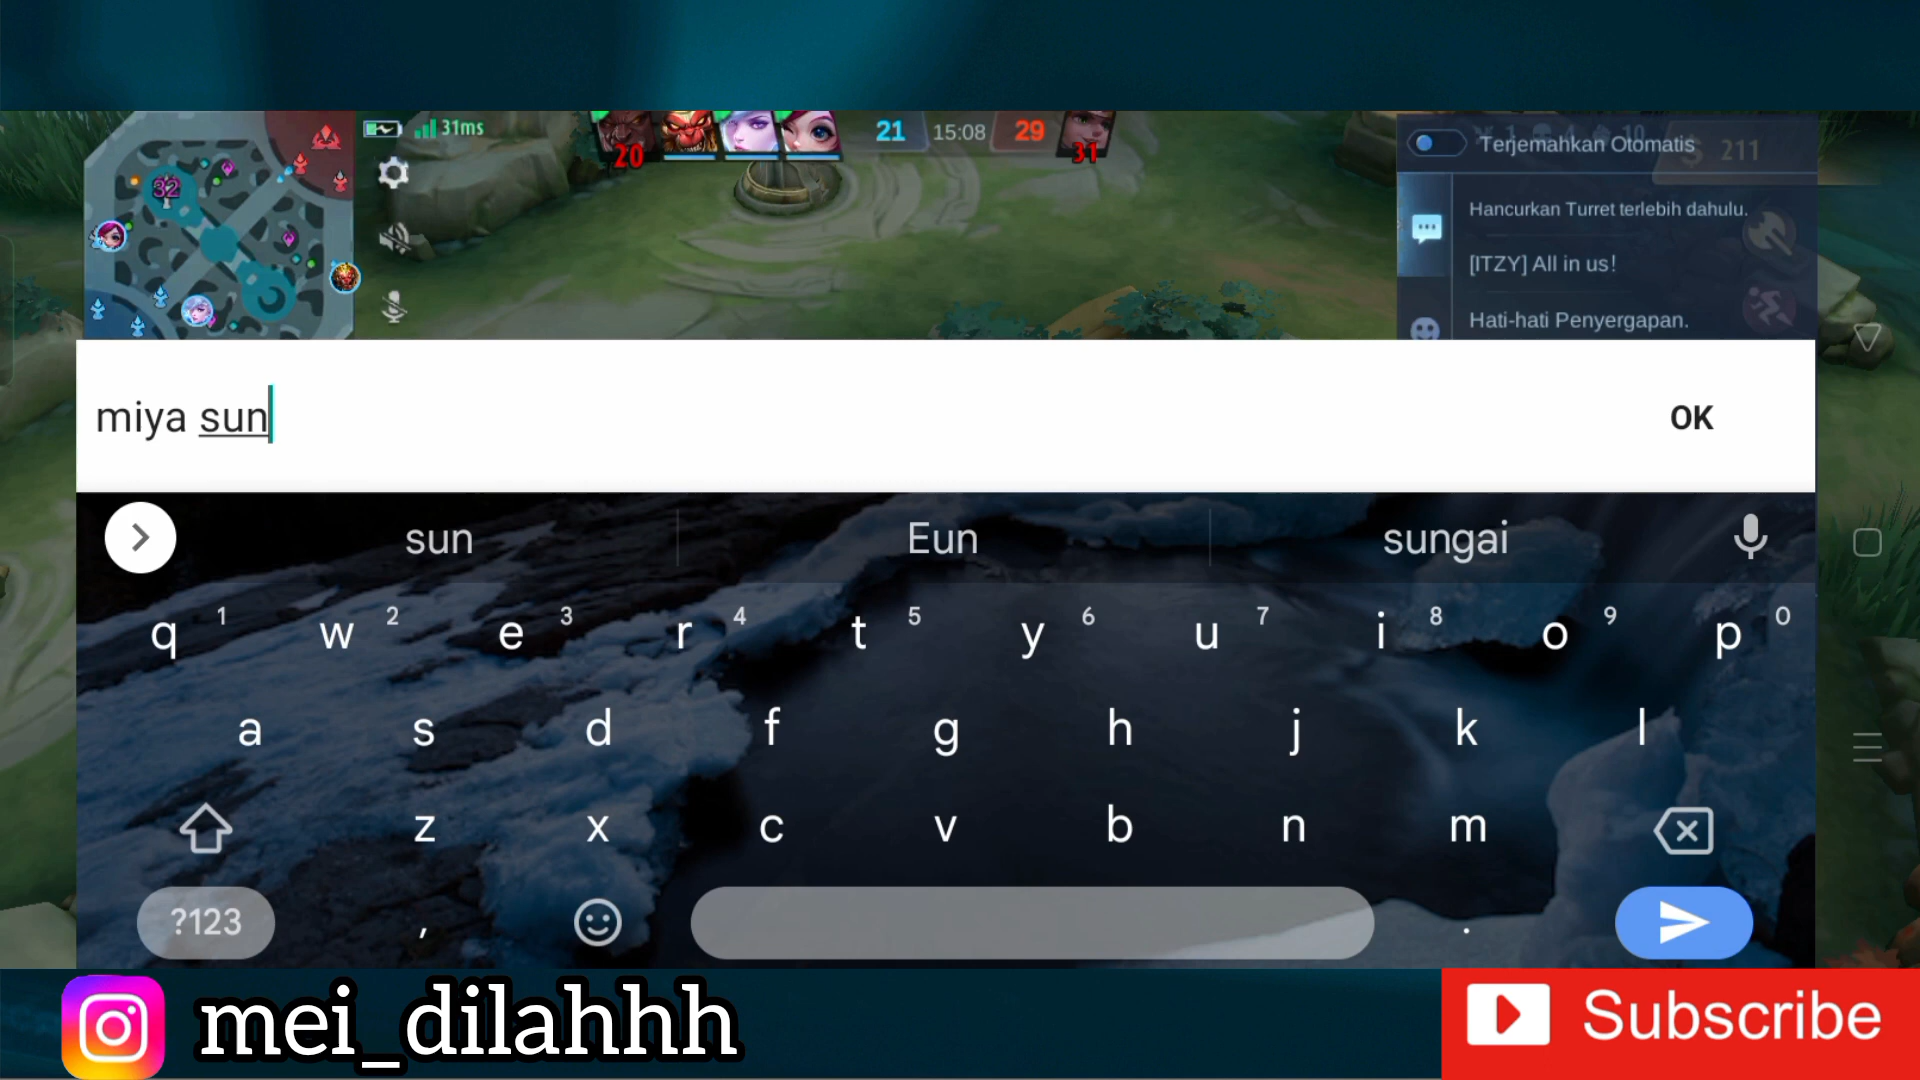 31ms
20
21 15:08 29
31
32
Terjemahkan Otomatis
211
Hancurkan Turret terlebih dahulu.
[ITZY] All in us!
Hati-hati Penyergapan.
miya sun
OK
sun Eun sungai
q 1 w 2 e 3 r 4 t 5 y 6 u 7 i 8 o 9 p 0
a s d f g h j k l
z x c v b n m
?123 , .
mei_dilahhh
Subscribe